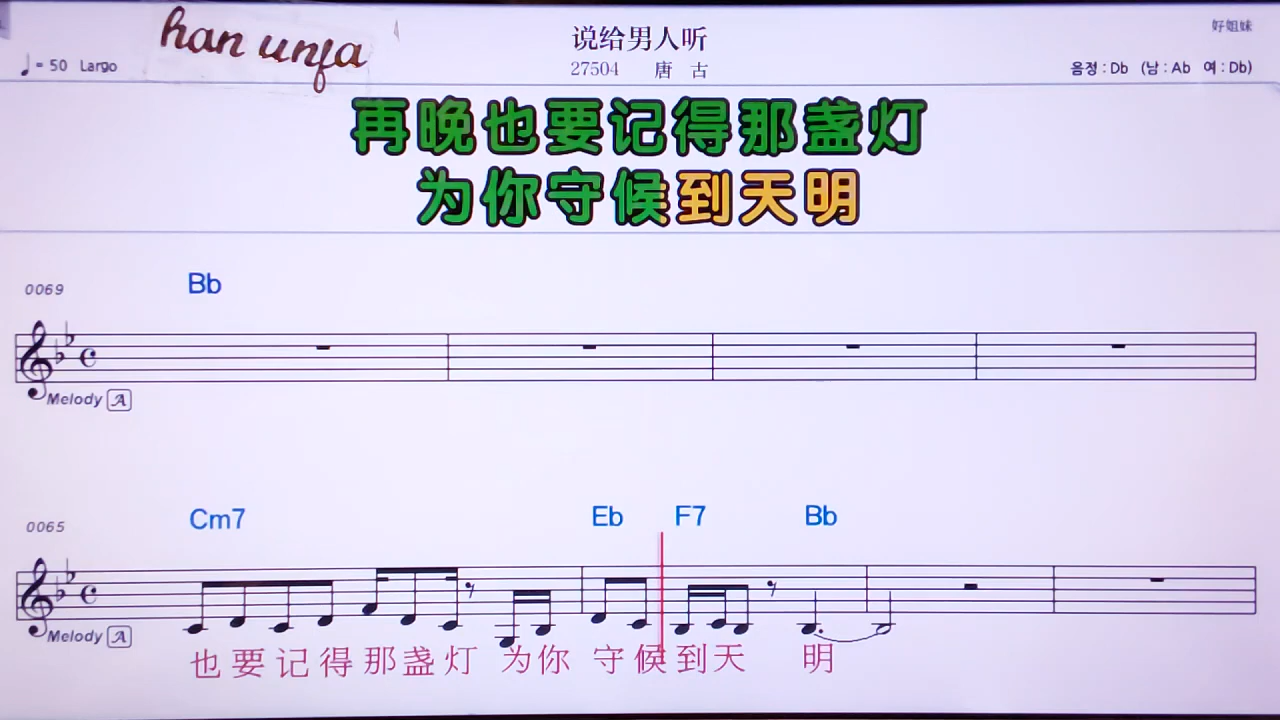 han unfa
说给男人听
好姐妹
♩= 50 Largo
27504 唐 古
음정 : Db (남 : Ab 여 : Db)
再晚也要记得那盏灯
为你守候到天明
0069
Bb
Melody A
0065
Cm7 Eb F7 Bb
Melody A
也要记得那盏灯 为你 守候到天 明